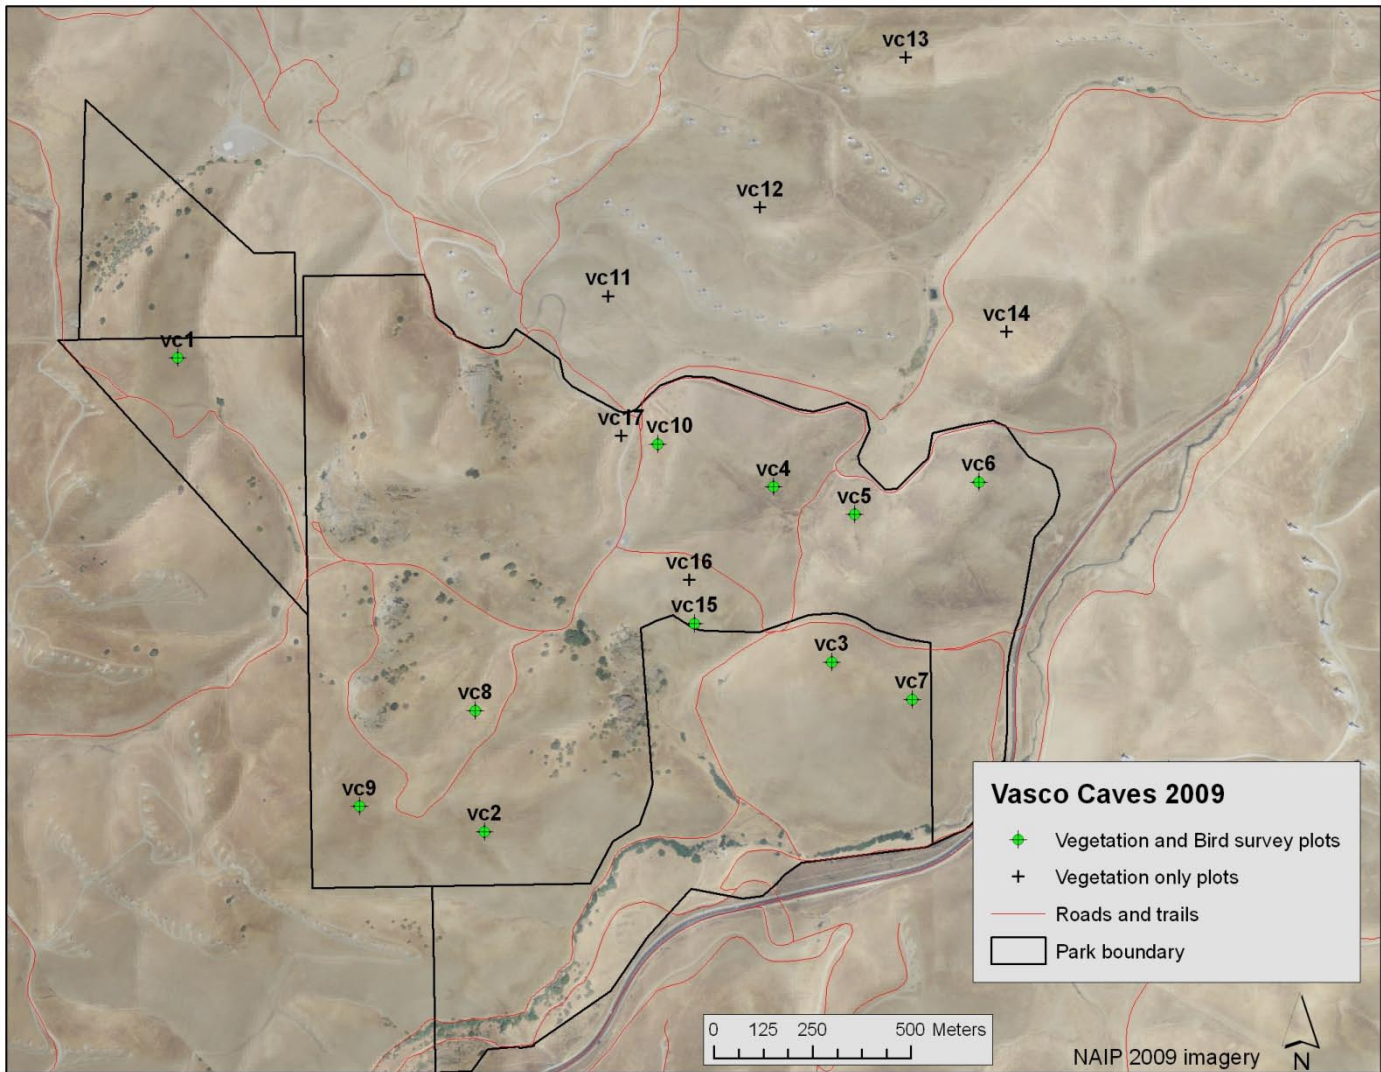 vc13
vc12
vc11
vc14
vc1
vc17
vc10
vc4
vc6
vc5
vc16
vc15
vc3
vc7
vc8
vc9
vc2
Vasco Caves 2009
Vegetation and Bird survey plots
Vegetation only plots
Roads and trails
Park boundary
0 125 250 500 Meters
NAIP 2009 imagery
N